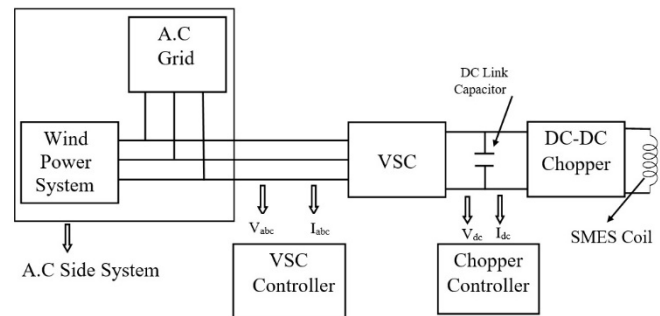 A.C
Grid
Wind
Power
System
A.C Side System
VSC
DC Link
Capacitor
DC-DC
Chopper
SMES Coil
Vabc
Iabc
VSC
Controller
Vdc
Idc
Chopper
Controller